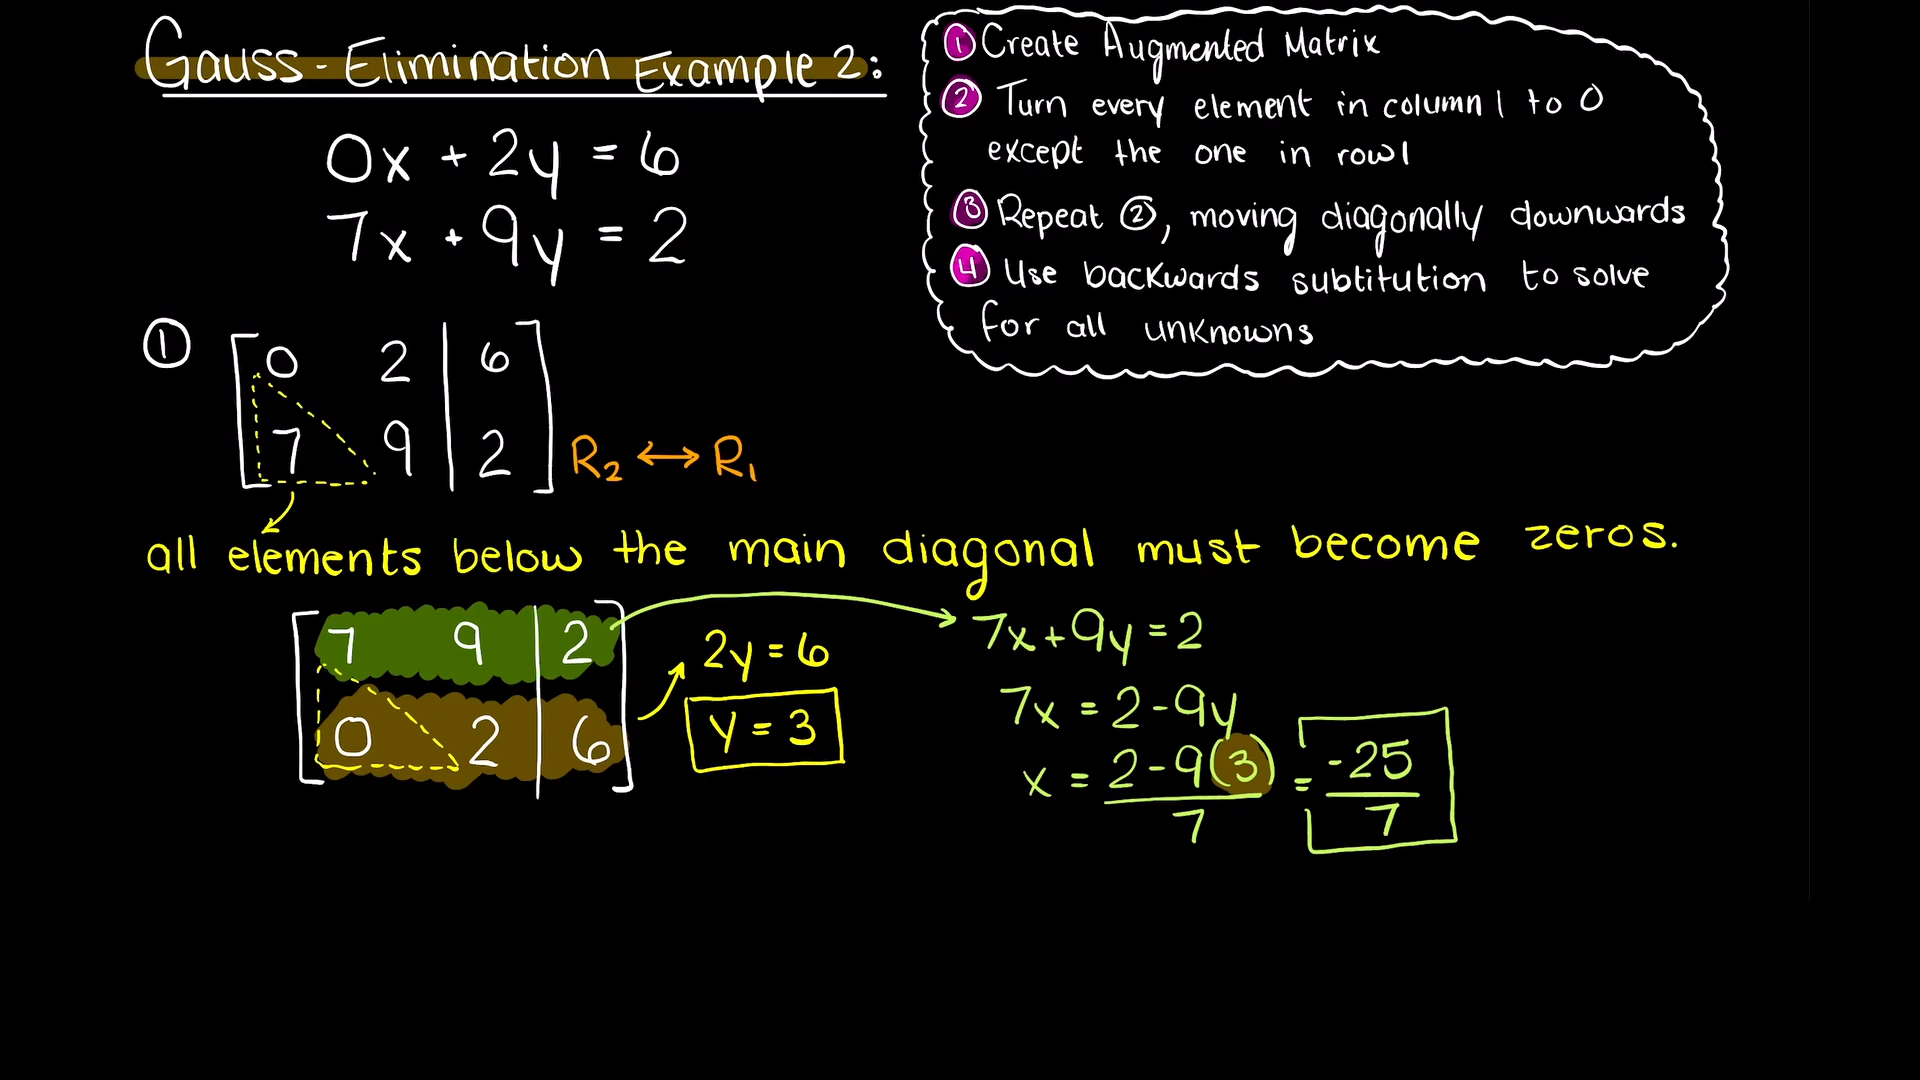 Gauss-Elimination Example 2:
0x + 2y = 6
7x + 9y = 2
① Create Augmented Matrix
② Turn every element in column 1 to 0
except the one in row 1
③ Repeat ②, moving diagonally downwards
④ Use backwards subtitution to solve
for all unknowns
①
0 2 | 6
7 9 | 2
R₂ ↔ R₁
all elements below the main diagonal must become zeros.
7 9 | 2
0 2 | 6
2y = 6
y = 3
7x + 9y = 2
7x = 2 - 9y
x = (2 - 9(3))/7 = -25/7